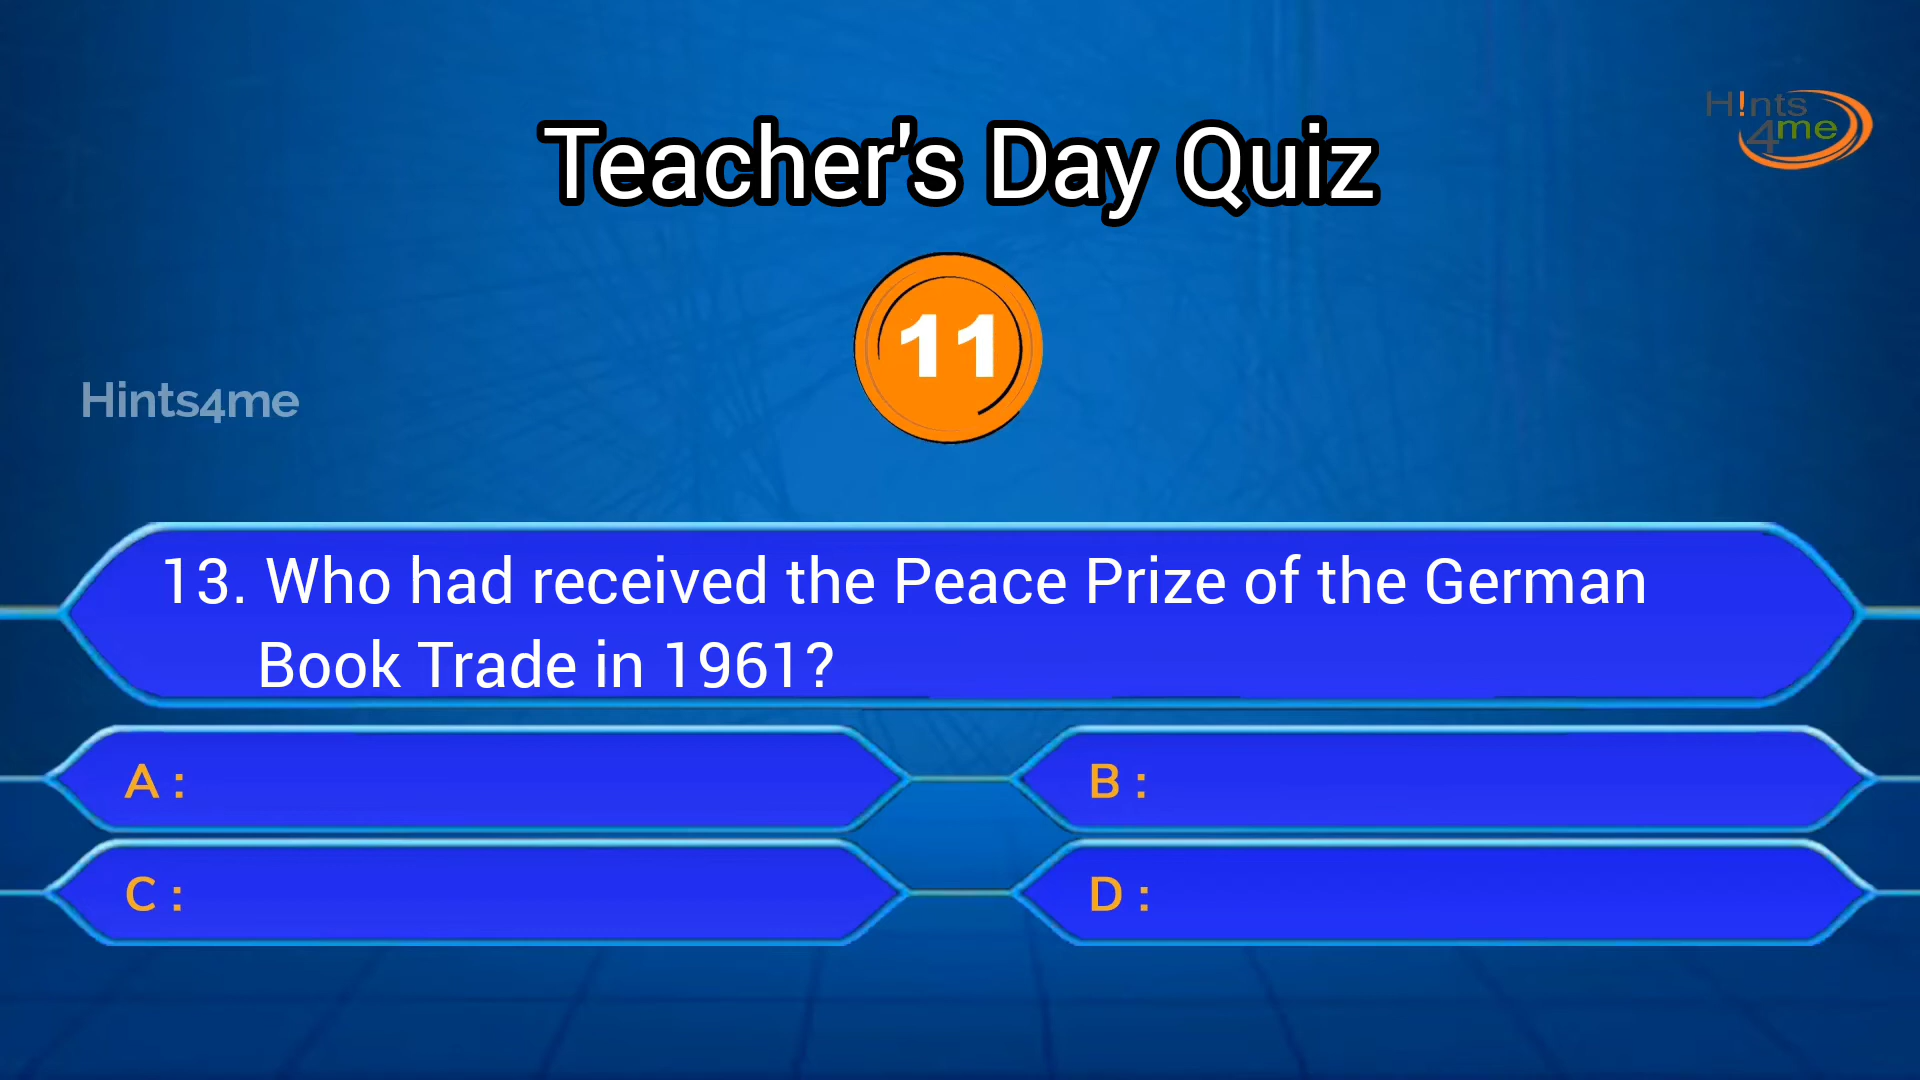 H!nts
4me
Teacher's Day Quiz
11
Hints4me
13. Who had received the Peace Prize of the German
Book Trade in 1961?
A :
B :
C :
D :